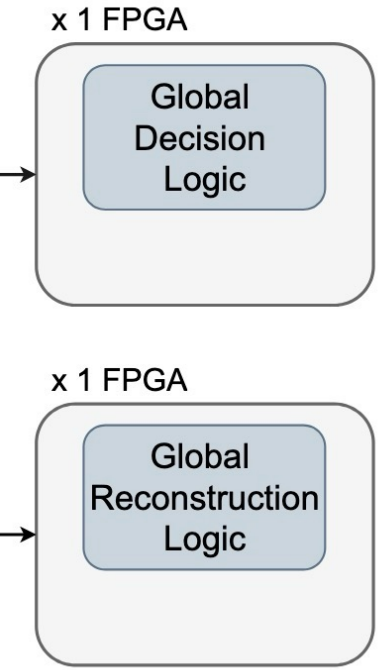 x 1 FPGA
Global
Decision
Logic
x 1 FPGA
Global
Reconstruction
Logic